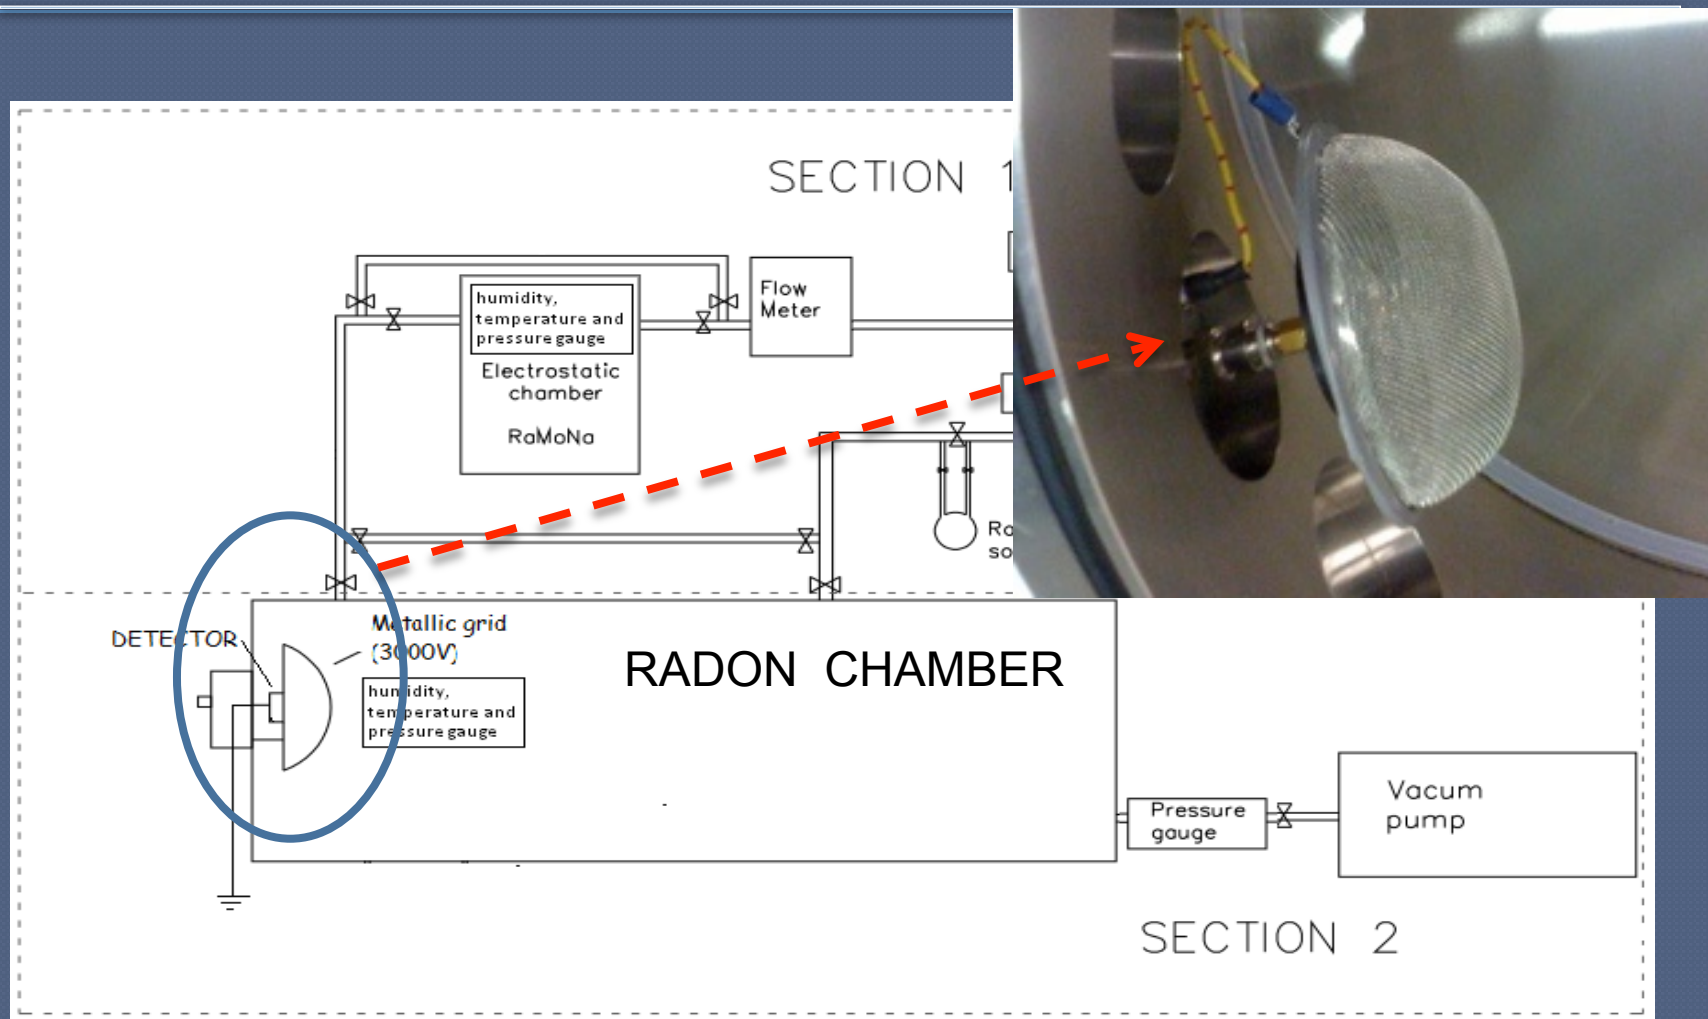 SECTION 1
humidity,
temperature and
pressure gauge
Electrostatic
chamber
RaMoNa
Flow
Meter
DETECTOR
Metallic grid
(3000V)
humidity,
temperature and
pressure gauge
RADON CHAMBER
Pressure
gauge
Vacum
pump
SECTION 2